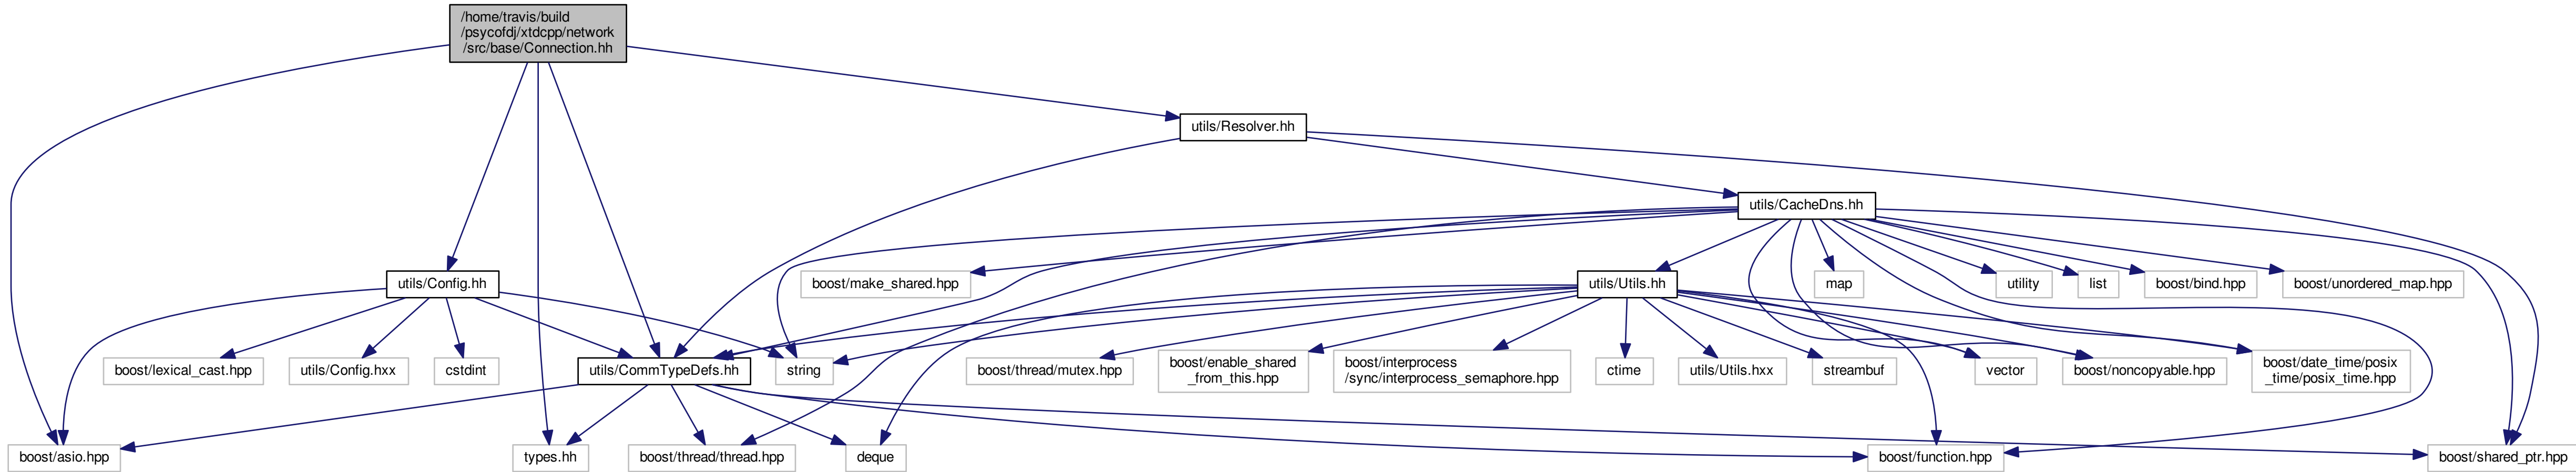 /home/travis/build
/psycofdj/xtdcpp/network
/src/base/Connection.hh
utils/Resolver.hh
utils/CacheDns.hh
utils/Config.hh
boost/make_shared.hpp
utils/Utils.hh
map
utility
list
boost/bind.hpp
boost/unordered_map.hpp
boost/lexical_cast.hpp
utils/Config.hxx
cstdint
utils/CommTypeDefs.hh
string
boost/thread/mutex.hpp
boost/enable_shared
_from_this.hpp
boost/interprocess
/sync/interprocess_semaphore.hpp
ctime
utils/Utils.hxx
streambuf
vector
boost/noncopyable.hpp
boost/date_time/posix
_time/posix_time.hpp
boost/asio.hpp
types.hh
boost/thread/thread.hpp
deque
boost/function.hpp
boost/shared_ptr.hpp